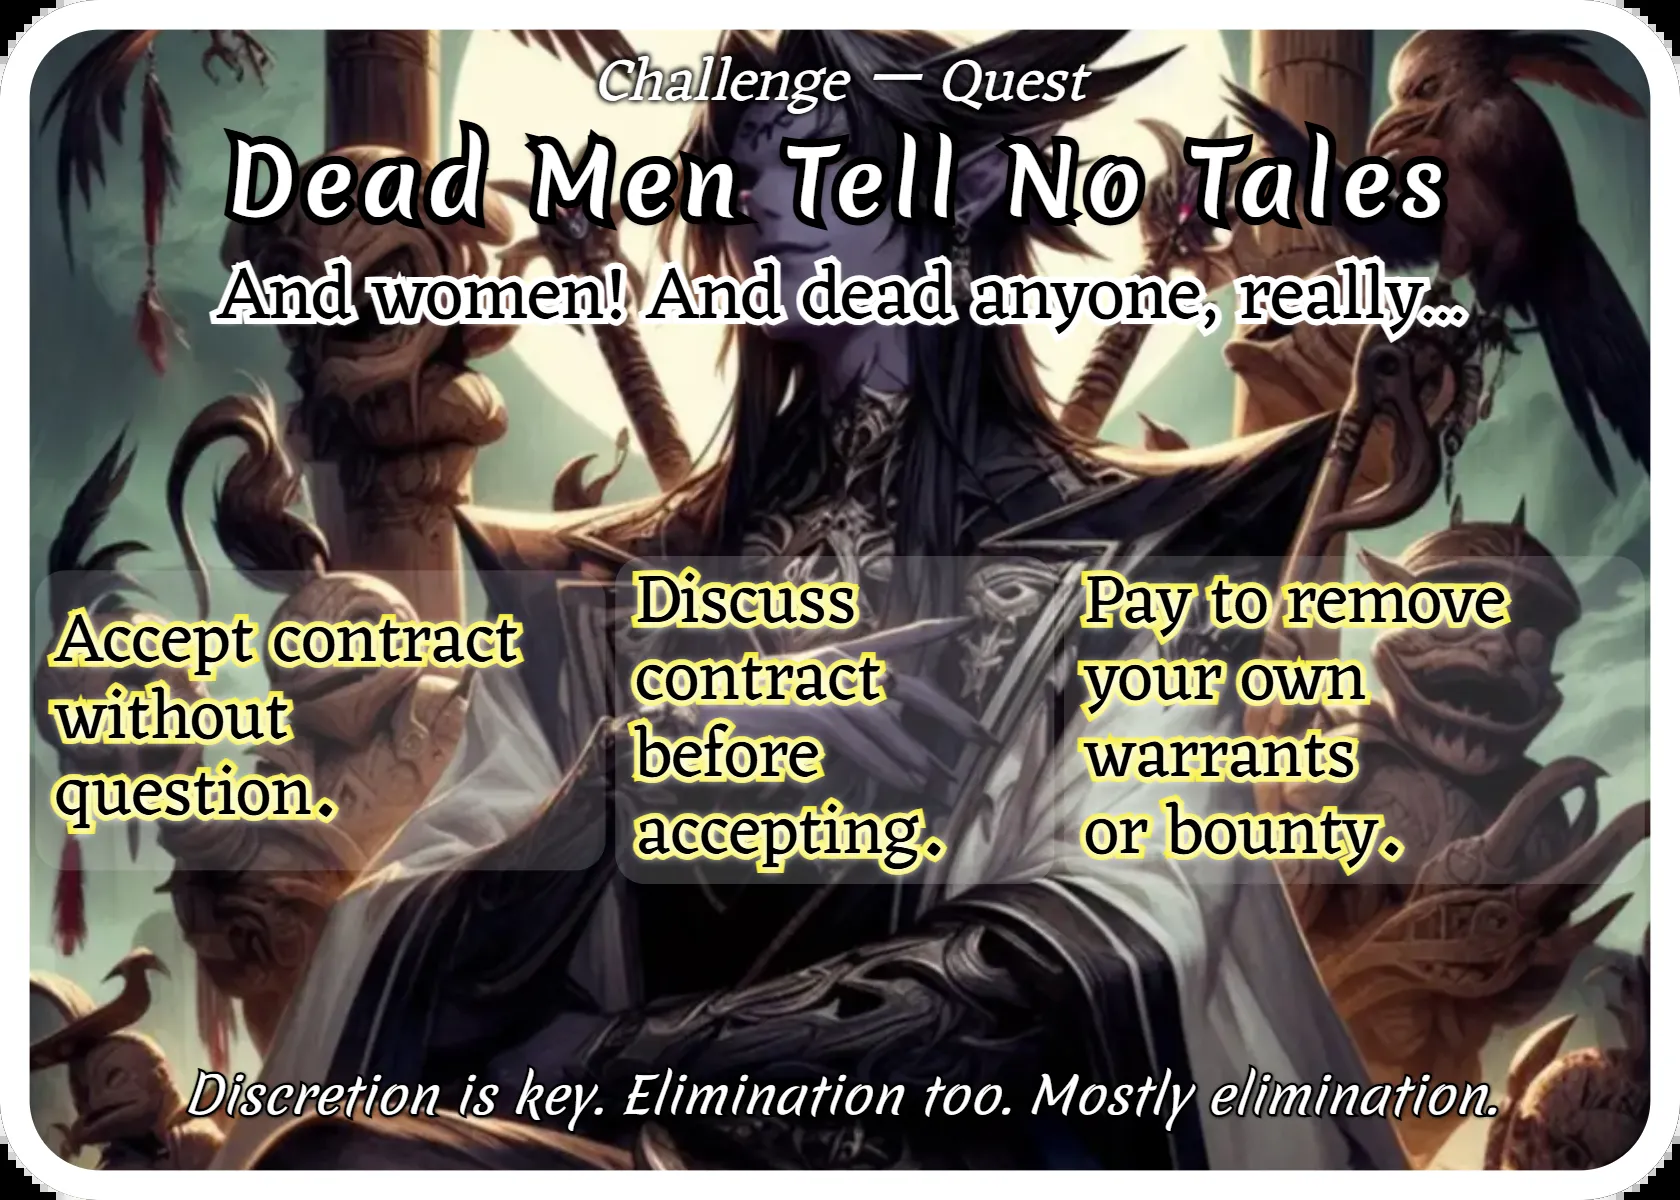 Challenge — Quest
Dead Men Tell No Tales
And women! And dead anyone, really...
Accept contract
without
question.
Discuss
contract
before
accepting.
Pay to remove
your own
warrants
or bounty.
Discretion is key. Elimination too. Mostly elimination.